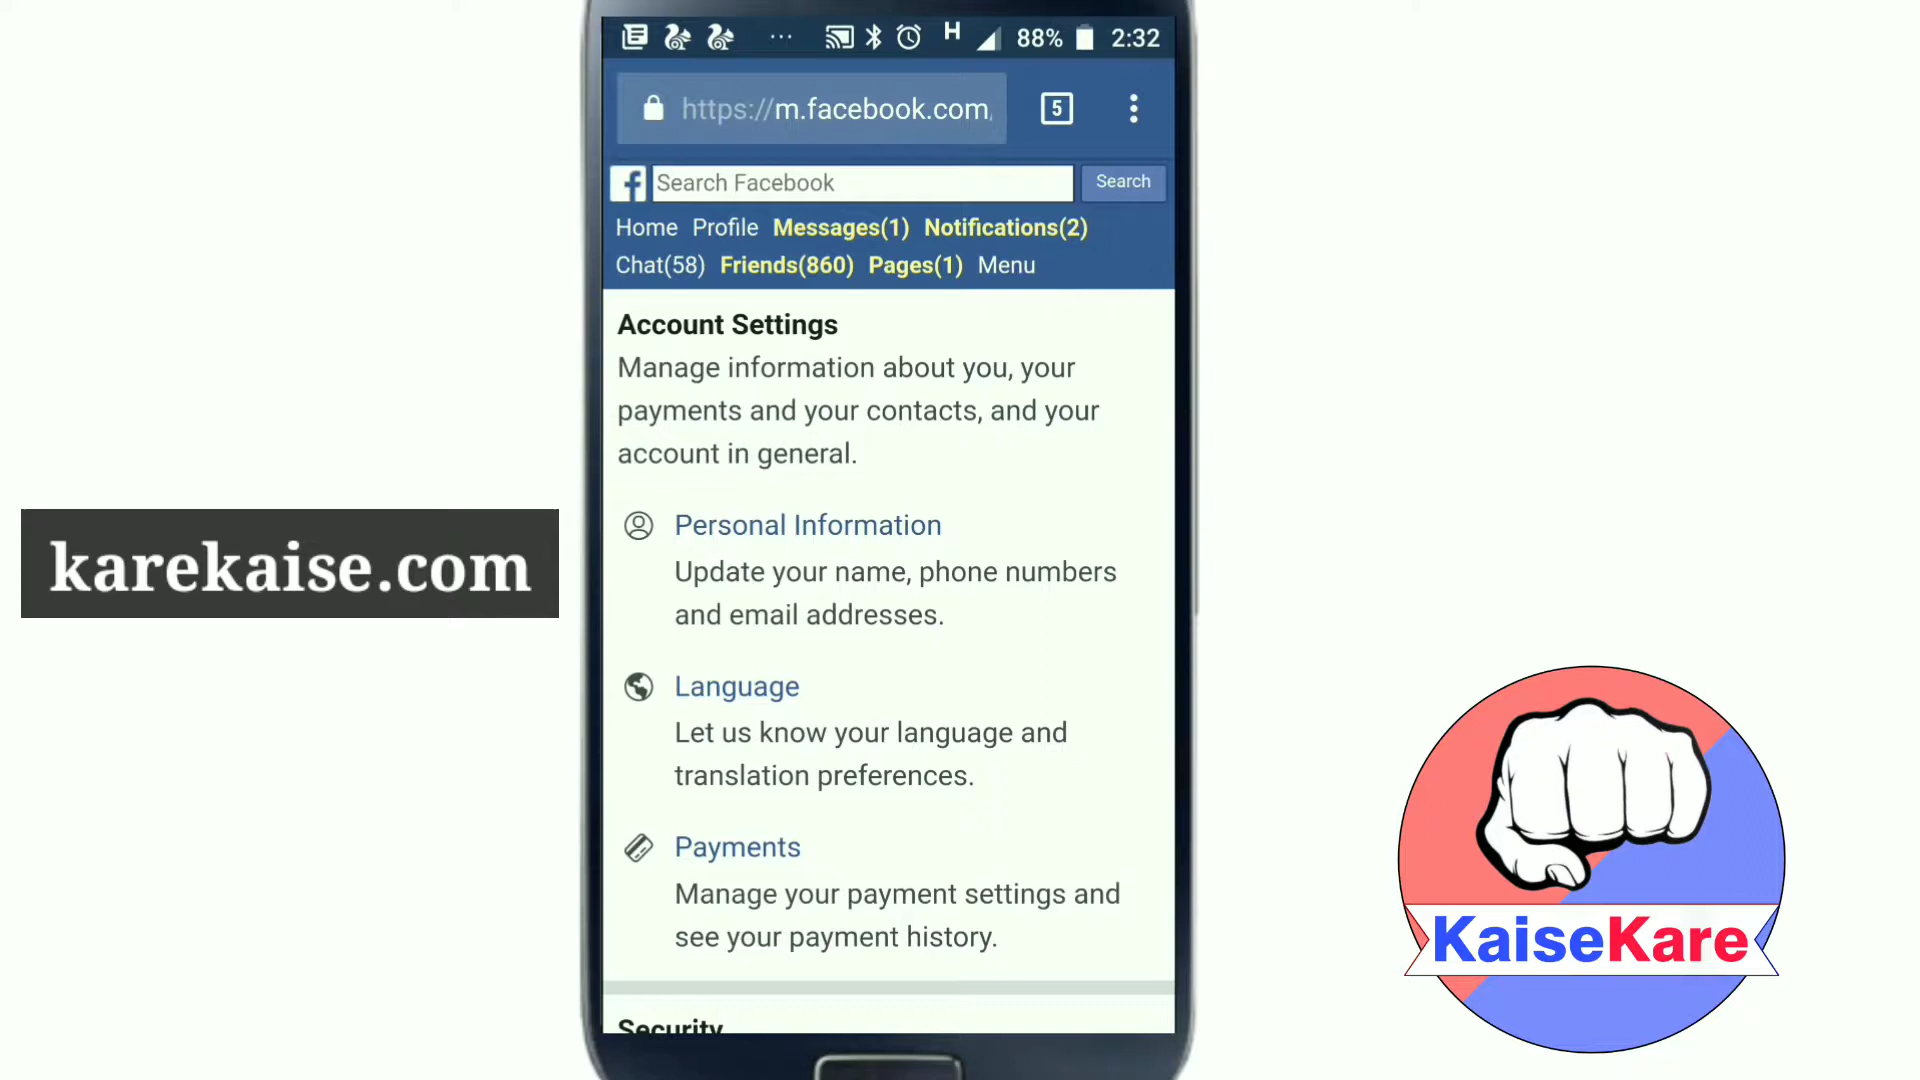 H 88% 2:32
https://m.facebook.com/
5
Search Facebook Search
Home Profile Messages(1) Notifications(2)
Chat(58) Friends(860) Pages(1) Menu
Account Settings
Manage information about you, your
payments and your contacts, and your
account in general.
Personal Information
Update your name, phone numbers
and email addresses.
Language
Let us know your language and
translation preferences.
Payments
Manage your payment settings and
see your payment history.
Security
karekaise.com
KaiseKare